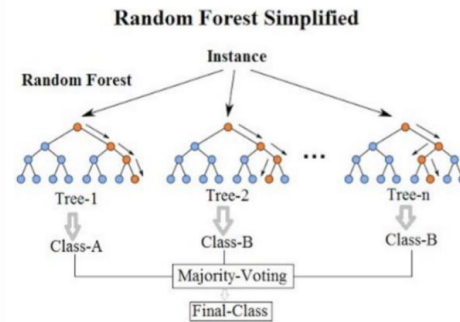 Random Forest Simplified
Instance
Random Forest
...
Tree-1 Tree-2 Tree-n
Class-A Class-B Class-B
Majority-Voting
Final-Class